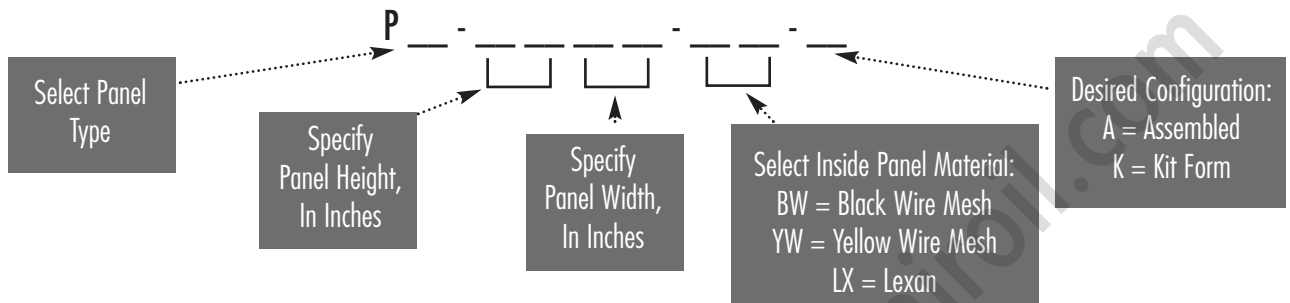 P __ - __ __ __ __ - __ __ - __
Select Panel
Type
Specify
Panel Height,
In Inches
Specify
Panel Width,
In Inches
Select Inside Panel Material:
BW = Black Wire Mesh
YW = Yellow Wire Mesh
LX = Lexan
Desired Configuration:
A = Assembled
K = Kit Form